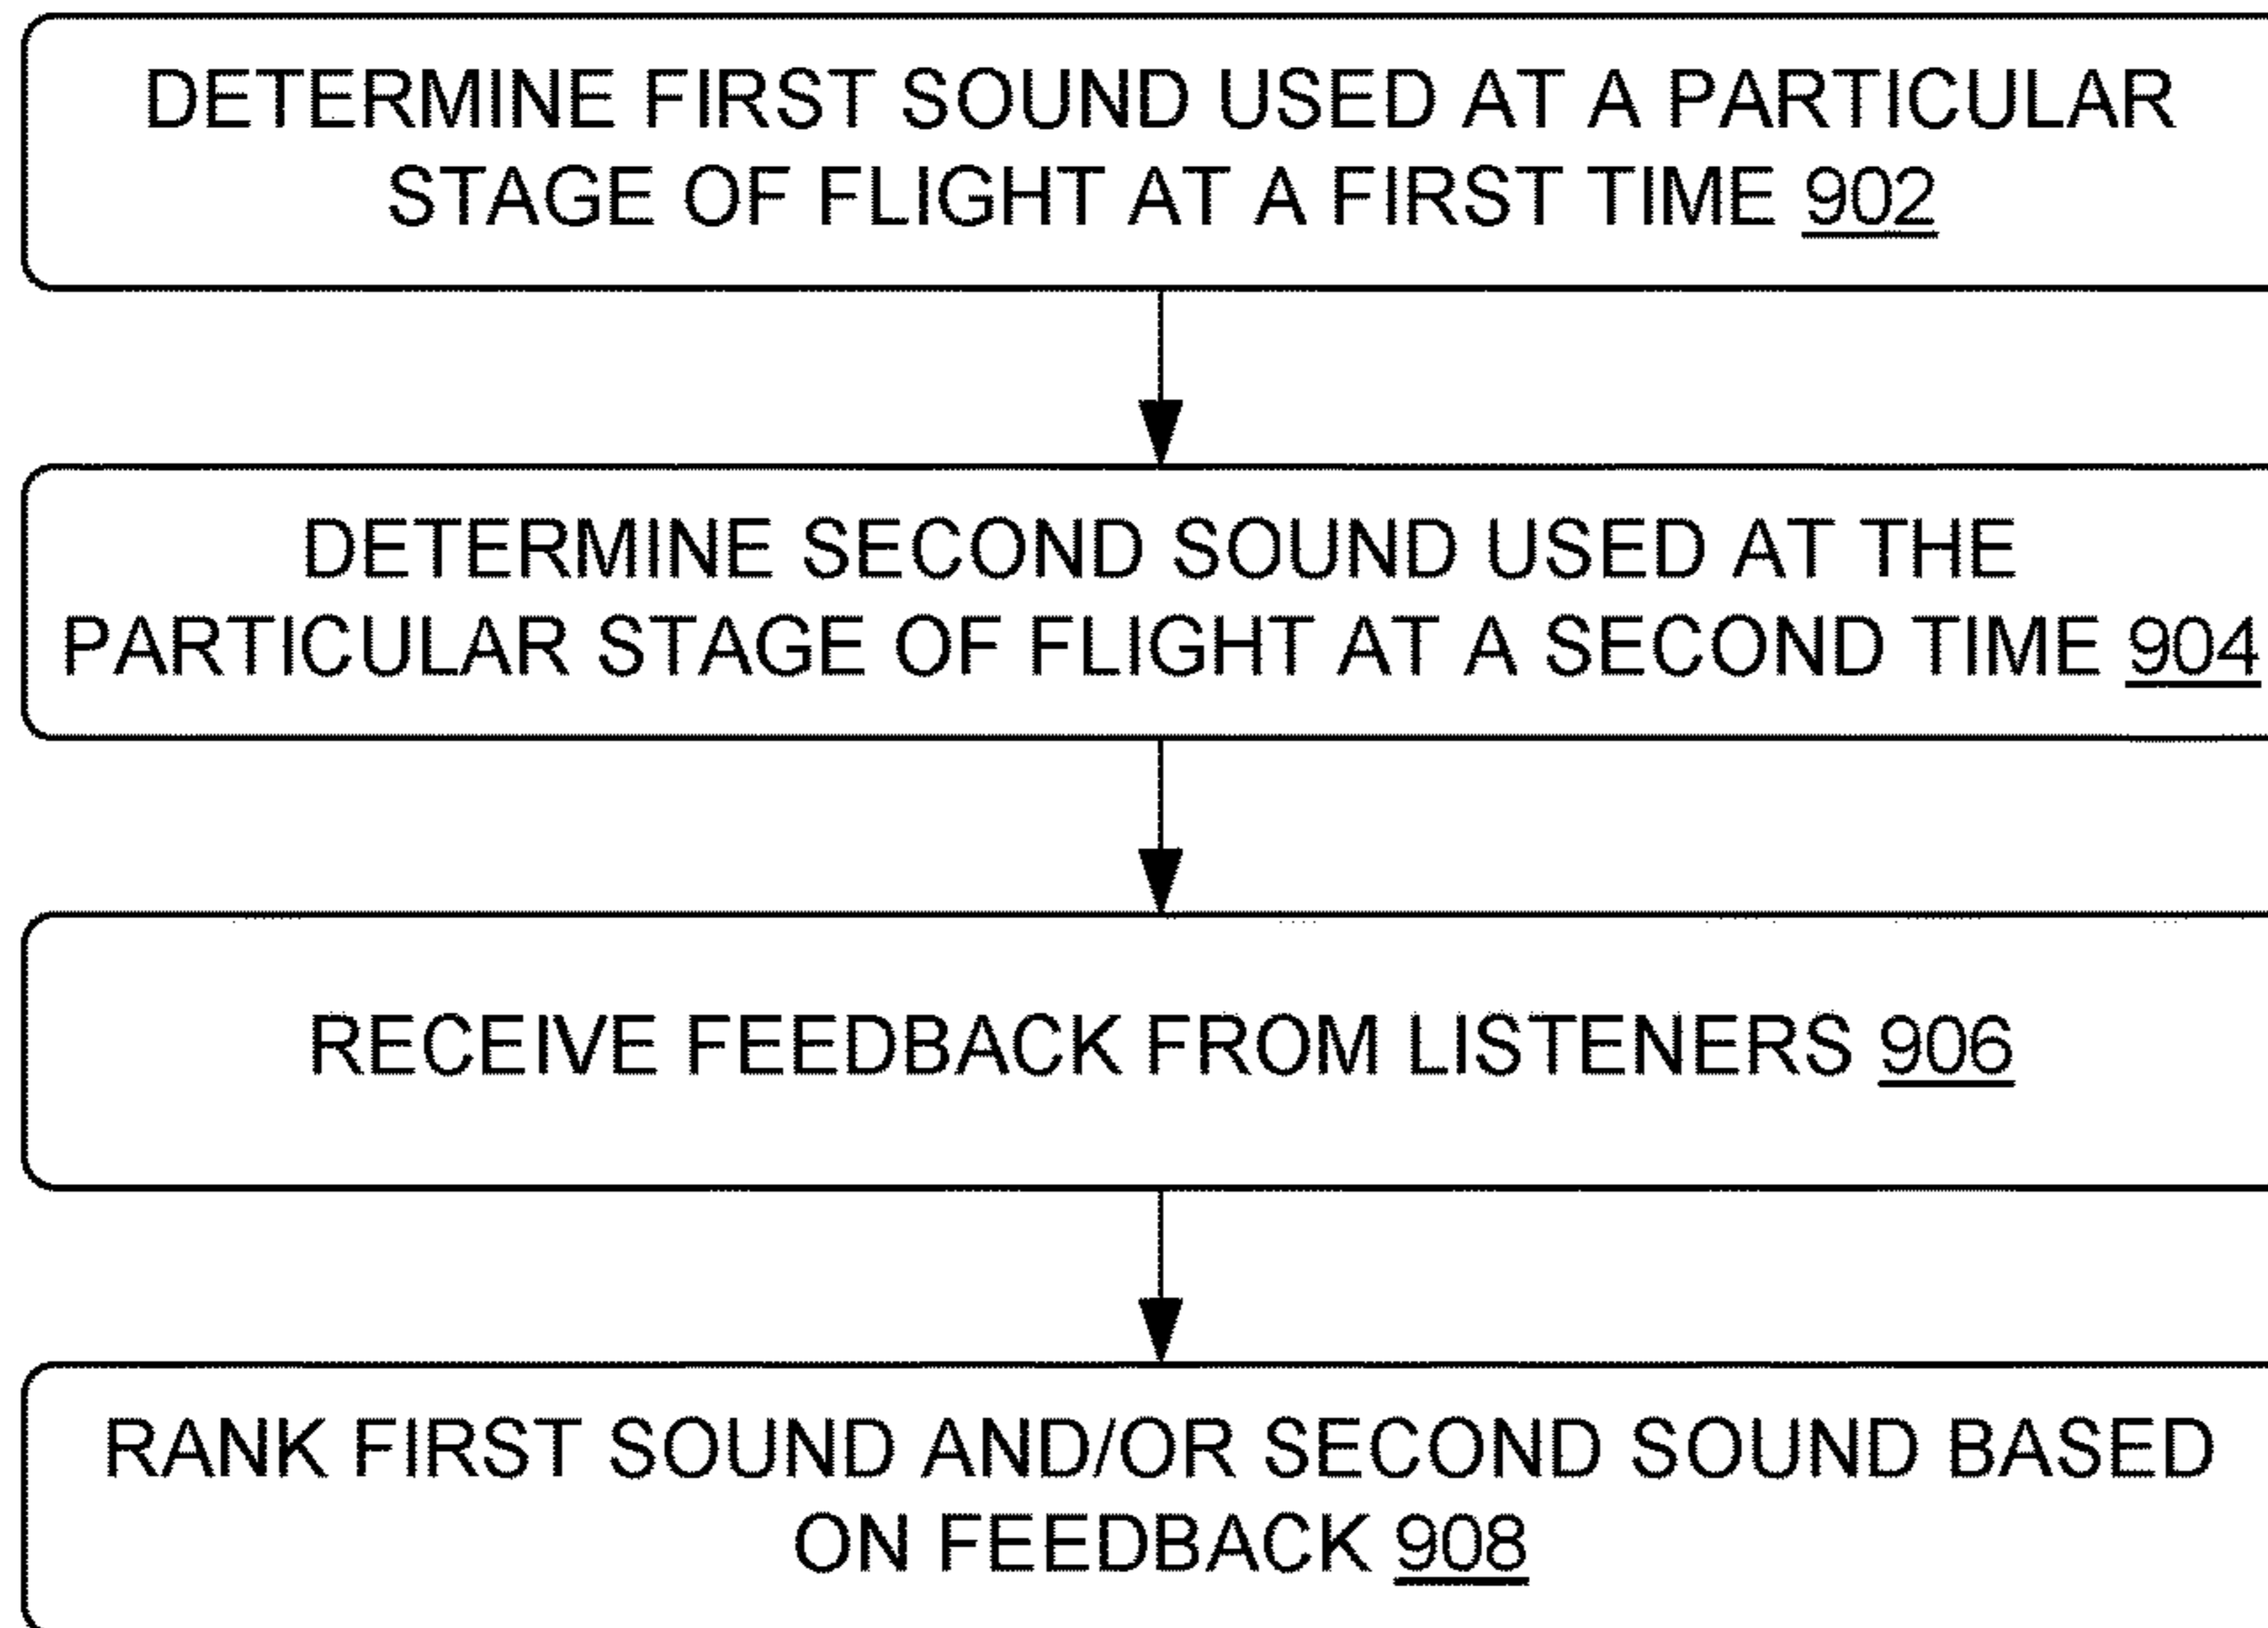 DETERMINE FIRST SOUND USED AT A PARTICULAR
STAGE OF FLIGHT AT A FIRST TIME 902
DETERMINE SECOND SOUND USED AT THE
PARTICULAR STAGE OF FLIGHT AT A SECOND TIME 904
RECEIVE FEEDBACK FROM LISTENERS 906
RANK FIRST SOUND AND/OR SECOND SOUND BASED
ON FEEDBACK 908